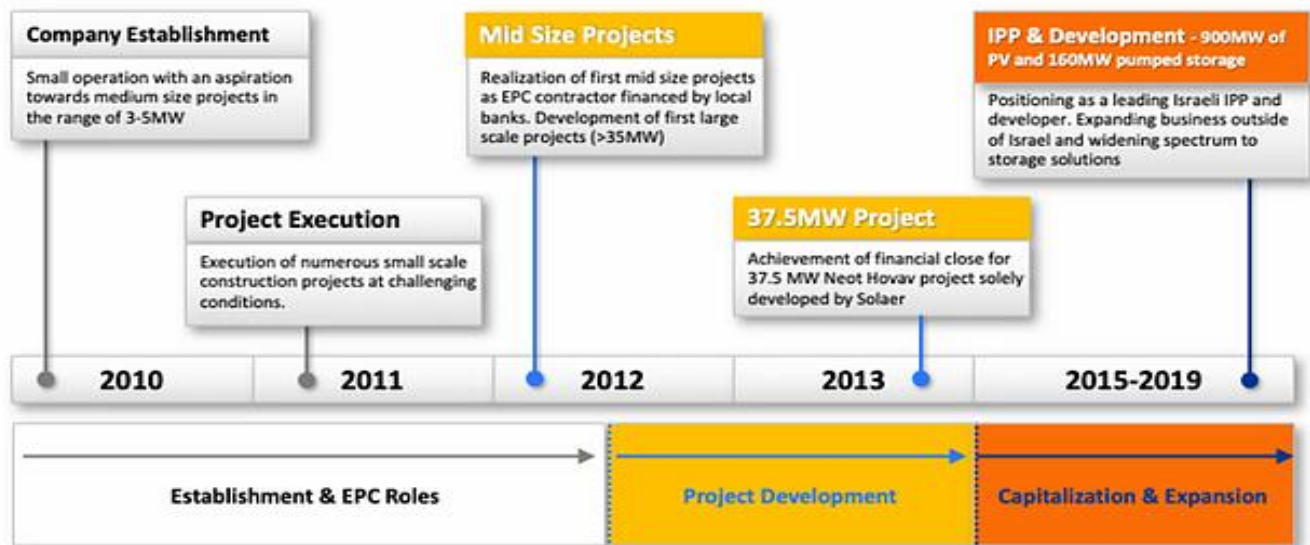 Company Establishment
Small operation with an aspiration
towards medium size projects in
the range of 3-5MW
Mid Size Projects
Realization of first mid size projects
as EPC contractor financed by local
banks. Development of first large
scale projects (>35MW)
IPP & Development - 900MW of
PV and 160MW pumped storage
Positioning as a leading Israeli IPP and
developer. Expanding business outside
of Israel and widening spectrum to
storage solutions
Project Execution
Execution of numerous small scale
construction projects at challenging
conditions.
37.5MW Project
Achievement of financial close for
37.5 MW Neot Hovav project solely
developed by Solaer
2010
2011
2012
2013
2015-2019
Establishment & EPC Roles
Project Development
Capitalization & Expansion